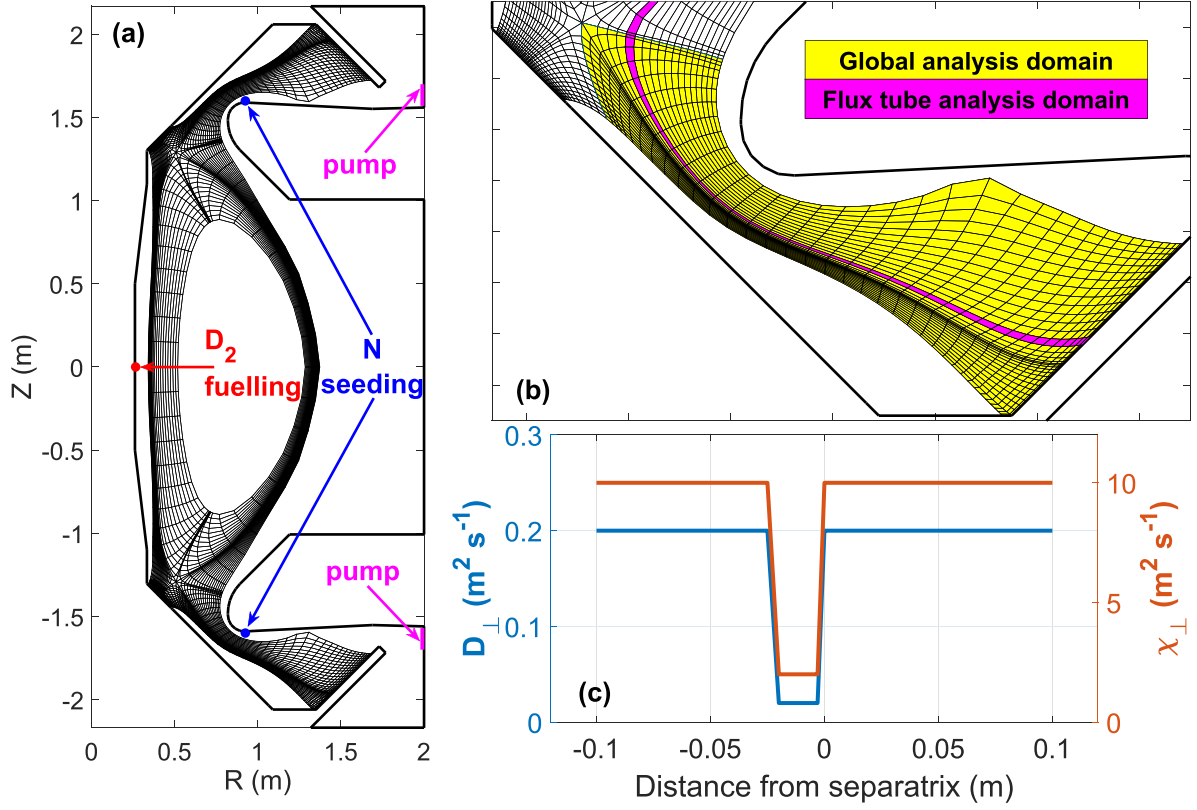 (a)
2
1.5
1
0.5
0
-0.5
-1
-1.5
-2
Z (m)
0
0.5
1
1.5
2
R (m)
pump
D2
fuelling
N
seeding
pump
Global analysis domain
Flux tube analysis domain
(b)
0.3
0.2
0.1
0
D⊥ (m² s⁻¹)
10
5
0
χ⊥ (m² s⁻¹)
(c)
-0.1
-0.05
0
0.05
0.1
Distance from separatrix (m)